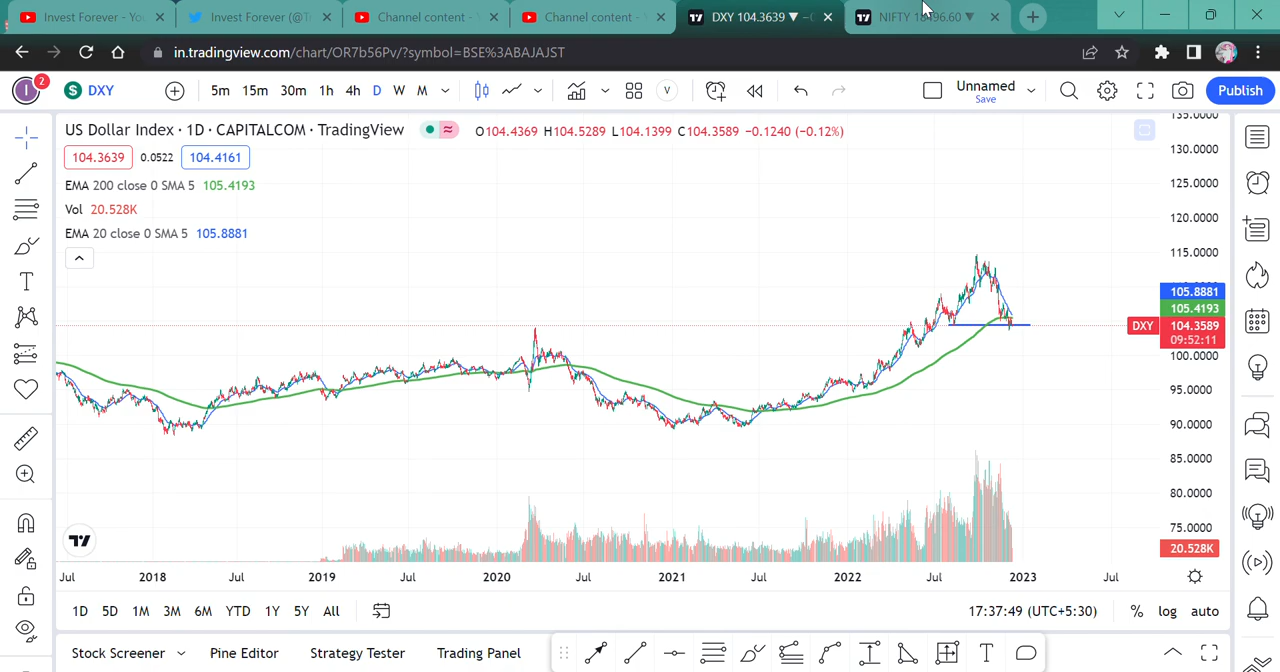 Invest Forever - Yo
Invest Forever (@T
Channel content -
Channel content -
DXY 104.3639 ▼
NIFTY 18496.60 ▼
in.tradingview.com/chart/OR7b56Pv/?symbol=BSE%3ABAJAJST
I 2 $ DXY 5m 15m 30m 1h 4h D W M V Unnamed Save Publish
US Dollar Index · 1D · CAPITALCOM · TradingView O104.4369 H104.5289 L104.1399 C104.3589 −0.1240 (−0.12%)
104.3639 0.0522 104.4161
EMA 200 close 0 SMA 5 105.4193
Vol 20.528K
EMA 20 close 0 SMA 5 105.8881
135.0000
130.0000
125.0000
120.0000
115.0000
105.8881
105.4193
DXY 104.3589
09:52:11
100.0000
95.0000
90.0000
85.0000
80.0000
75.0000
20.528K
Jul 2018 Jul 2019 Jul 2020 Jul 2021 Jul 2022 Jul 2023 Jul
1D 5D 1M 3M 6M YTD 1Y 5Y All 17:37:49 (UTC+5:30) % log auto
Stock Screener Pine Editor Strategy Tester Trading Panel T